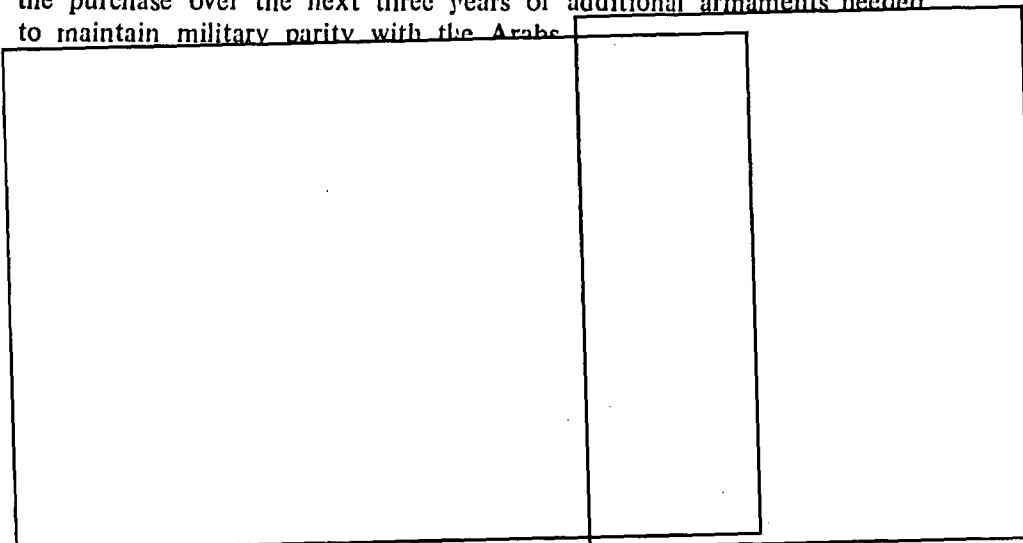 the purchase over the next three years of additional armaments needed
to maintain military parity with the Arabs